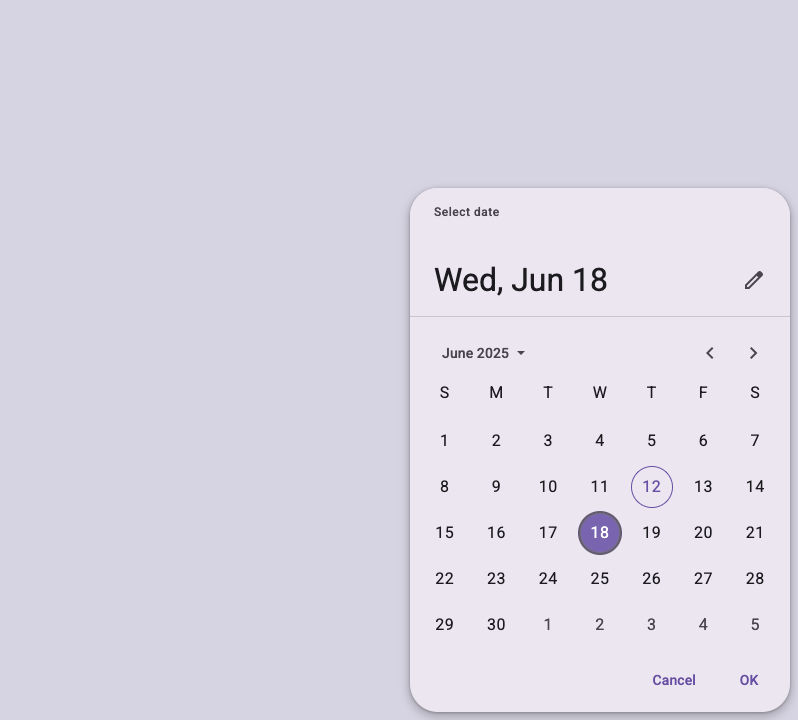 Select date
Wed, Jun 18
June 2025
S M T W T F S
1 2 3 4 5 6 7
8 9 10 11 12 13 14
15 16 17 18 19 20 21
22 23 24 25 26 27 28
29 30 1 2 3 4 5
Cancel OK